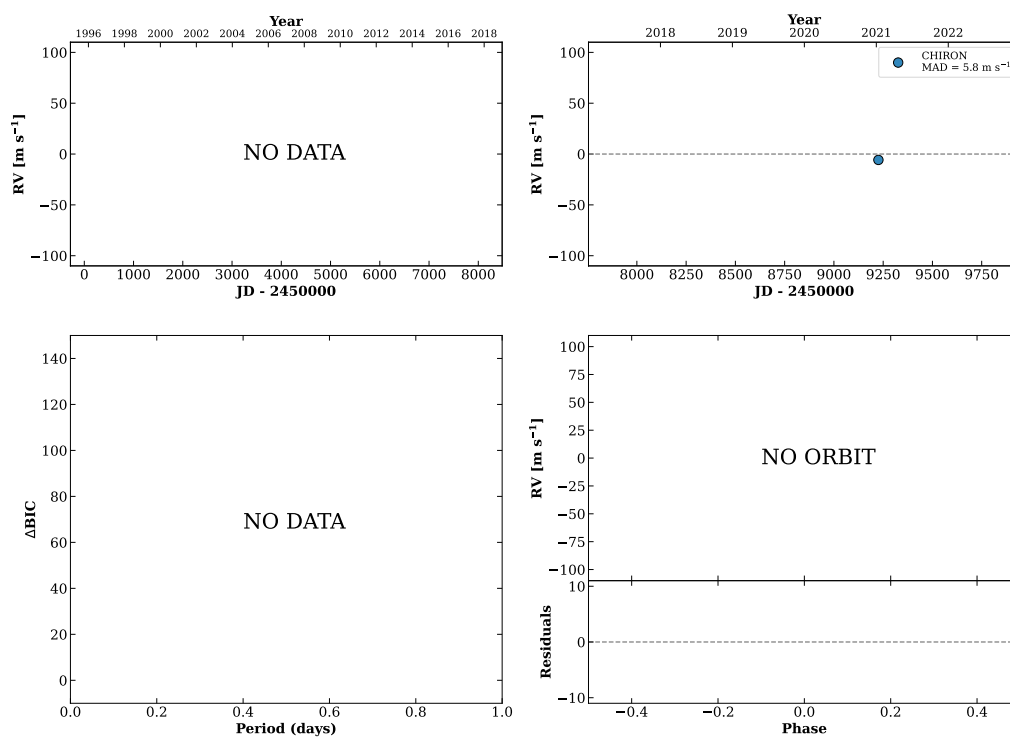 Year
1996 1998 2000 2002 2004 2006 2008 2010 2012 2014 2016 2018
100
50
0
−50
−100
RV [m s⁻¹]
NO DATA
0 1000 2000 3000 4000 5000 6000 7000 8000
JD - 2450000
Year
2018 2019 2020 2021 2022
CHIRON
MAD = 5.8 m s⁻¹
100
50
0
−50
−100
RV [m s⁻¹]
8000 8250 8500 8750 9000 9250 9500 9750
JD - 2450000
140
120
100
80
60
40
20
0
ΔBIC
NO DATA
0.0 0.2 0.4 0.6 0.8 1.0
Period (days)
100
75
50
25
0
−25
−50
−75
−100
RV [m s⁻¹]
NO ORBIT
10
0
−10
Residuals
−0.4 −0.2 0.0 0.2 0.4
Phase